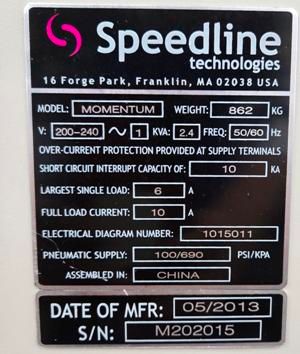 Speedline
technologies
16 Forge Park, Franklin, MA 02038 USA
MODEL: MOMENTUM WEIGHT: 862 KG
V: 200-240 ~ 1 KVA: 2.4 FREQ: 50/60 Hz
OVER-CURRENT PROTECTION PROVIDED AT SUPPLY TERMINALS
SHORT CIRCUIT INTERRUPT CAPACITY OF: 10 KA
LARGEST SINGLE LOAD: 6 A
FULL LOAD CURRENT: 10 A
ELECTRICAL DIAGRAM NUMBER: 1015011
PNEUMATIC SUPPLY: 100/690 PSI/KPA
ASSEMBLED IN: CHINA
DATE OF MFR: 05/2013
S/N: M202015